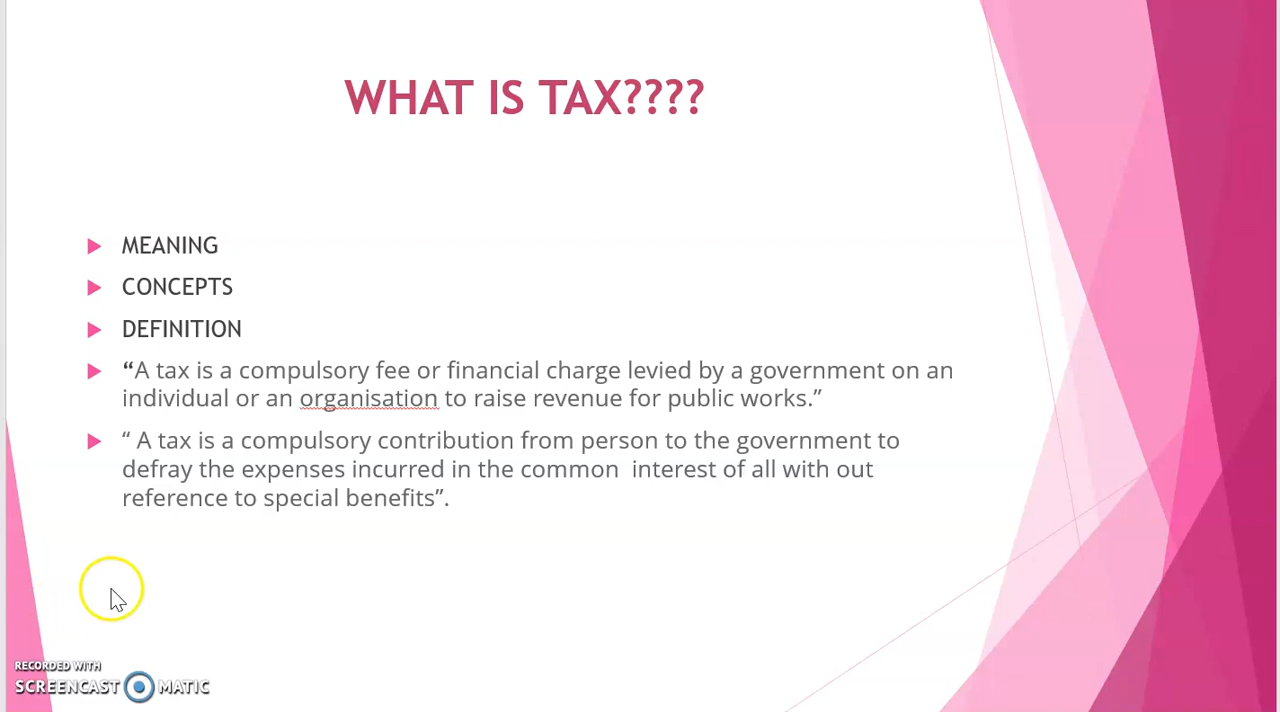 WHAT IS TAX????
MEANING
CONCEPTS
DEFINITION
“A tax is a compulsory fee or financial charge levied by a government on an
individual or an organisation to raise revenue for public works.”
“ A tax is a compulsory contribution from person to the government to
defray the expenses incurred in the common  interest of all with out
reference to special benefits”.
RECORDED WITH
SCREENCAST MATIC